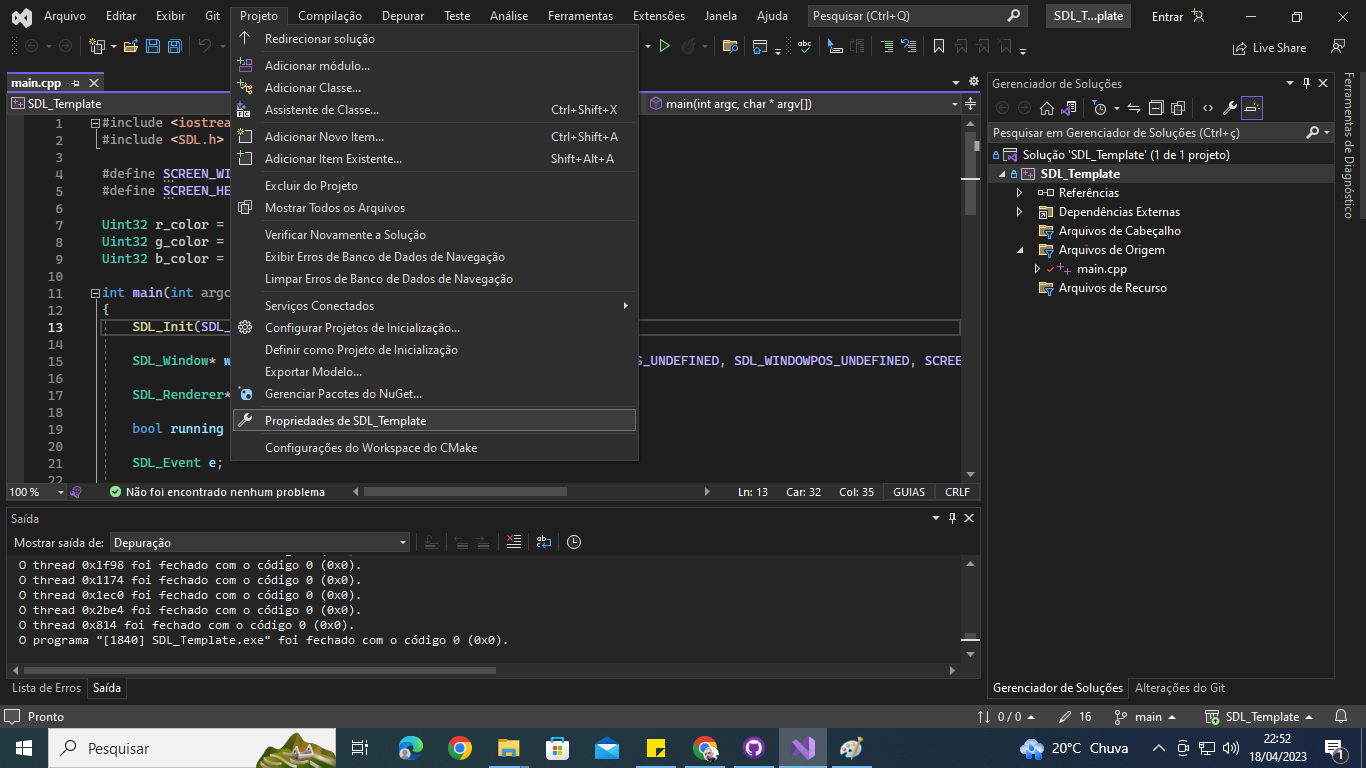 Arquivo Editar Exibir Git Projeto Compilação Depurar Teste Análise Ferramentas Extensões Janela Ajuda Pesquisar (Ctrl+Q) SDL_T...plate Entrar
Live Share
Redirecionar solução
Adicionar módulo...
Adicionar Classe...
Assistente de Classe... Ctrl+Shift+X
Adicionar Novo Item... Ctrl+Shift+A
Adicionar Item Existente... Shift+Alt+A
Excluir do Projeto
Mostrar Todos os Arquivos
Verificar Novamente a Solução
Exibir Erros de Banco de Dados de Navegação
Limpar Erros de Banco de Dados de Navegação
Serviços Conectados
Configurar Projetos de Inicialização...
Definir como Projeto de Inicialização
Exportar Modelo...
Gerenciar Pacotes do NuGet...
Propriedades de SDL_Template
Configurações do Workspace do CMake
main.cpp
SDL_Template
main(int argc, char * argv[])
1 #include <iostrea
2 #include <SDL.h>
3
4 #define SCREEN_WI
5 #define SCREEN_HE
6
7 Uint32 r_color =
8 Uint32 g_color =
9 Uint32 b_color =
10
11 int main(int argc
12 {
13 SDL_Init(SDL_
14
15 SDL_Window* w S_UNDEFINED, SDL_WINDOWPOS_UNDEFINED, SCREE
16
17 SDL_Renderer*
18
19 bool running
20
21 SDL_Event e;
22
100 % Não foi encontrado nenhum problema Ln: 13 Car: 32 Col: 35 GUIAS CRLF
Saída
Mostrar saída de: Depuração
O thread 0x1f98 foi fechado com o código 0 (0x0).
O thread 0x1174 foi fechado com o código 0 (0x0).
O thread 0x1ec0 foi fechado com o código 0 (0x0).
O thread 0x2be4 foi fechado com o código 0 (0x0).
O thread 0x814 foi fechado com o código 0 (0x0).
O programa "[1840] SDL_Template.exe" foi fechado com o código 0 (0x0).
Lista de Erros Saída
Gerenciador de Soluções
Pesquisar em Gerenciador de Soluções (Ctrl+ç)
Solução 'SDL_Template' (1 de 1 projeto)
SDL_Template
Referências
Dependências Externas
Arquivos de Cabeçalho
Arquivos de Origem
main.cpp
Arquivos de Recurso
Gerenciador de Soluções Alterações do Git
Ferramentas de Diagnóstico
Pronto 0 / 0 16 main SDL_Template
Pesquisar
20°C Chuva
22:52
18/04/2023
1